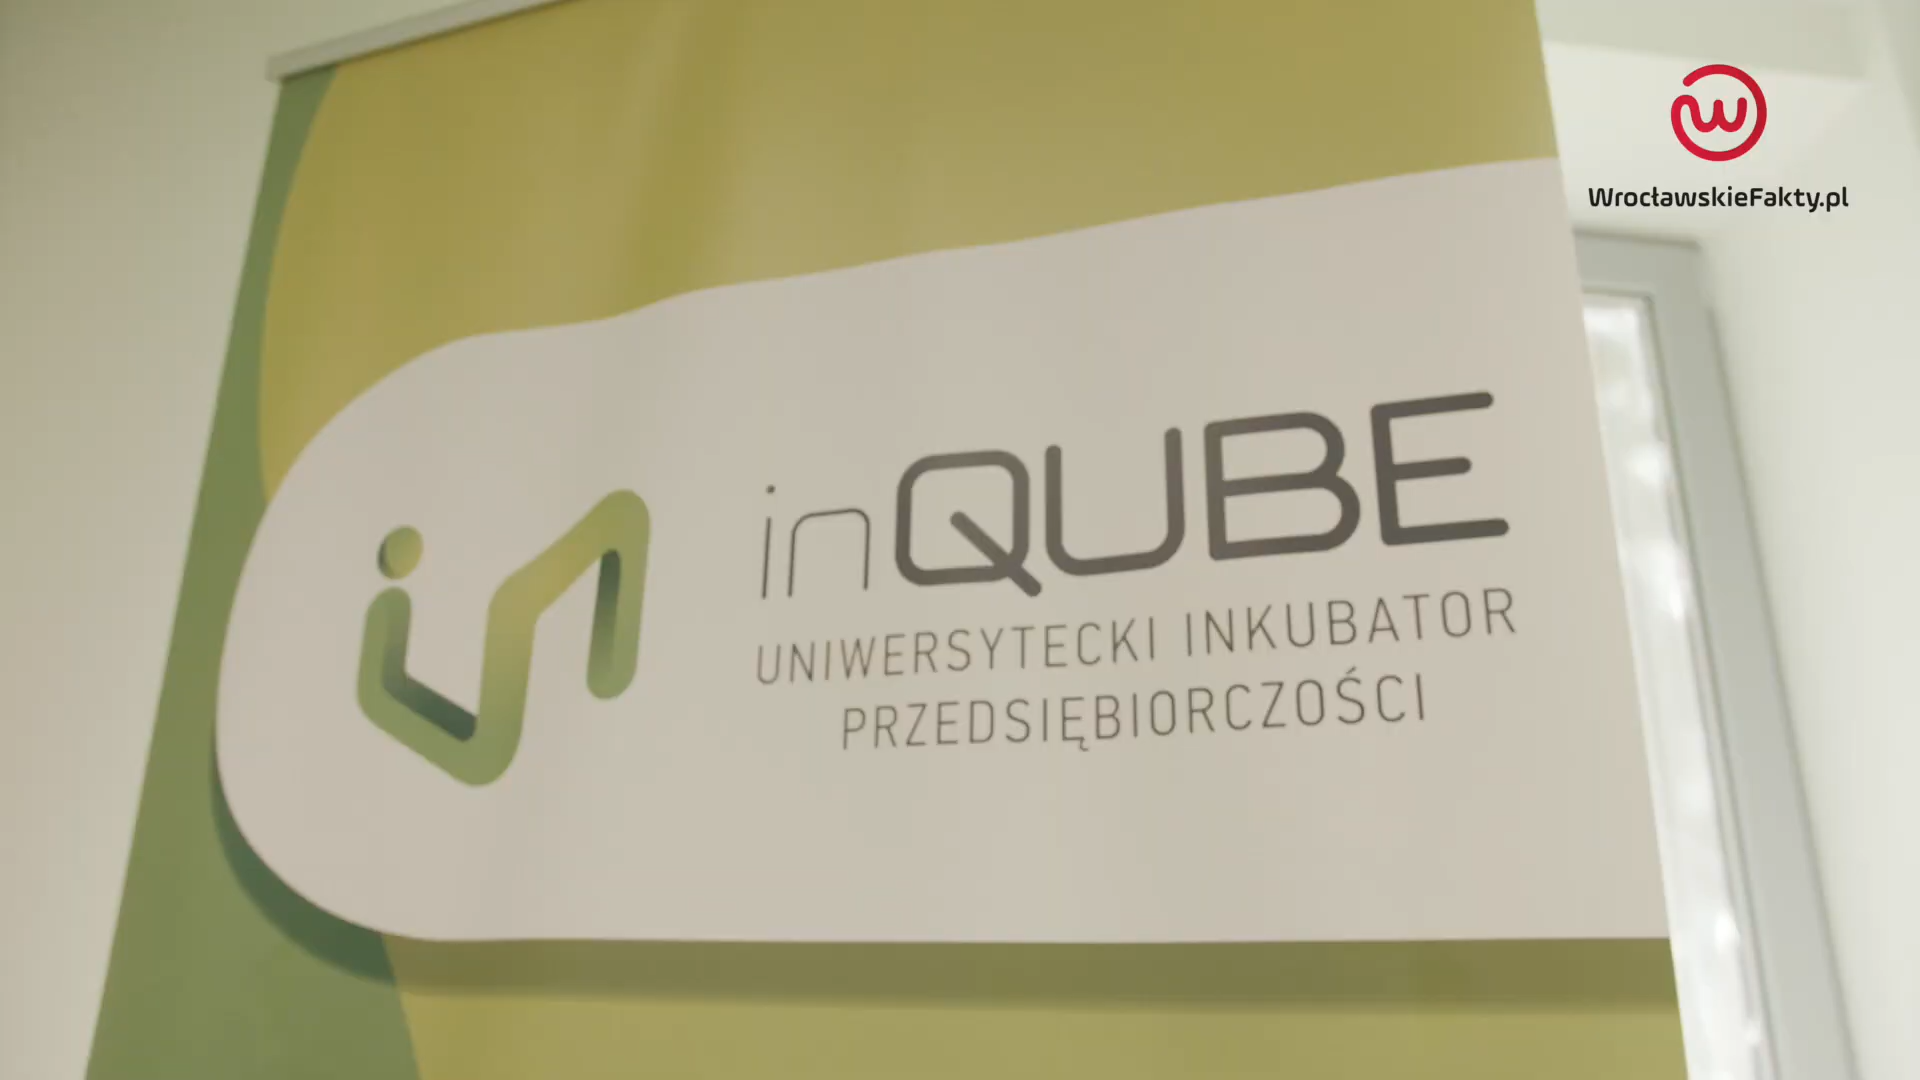 WrocławskieFakty.pl
inQUBE
UNIWERSYTECKI INKUBATOR
PRZEDSIĘBIORCZOŚCI